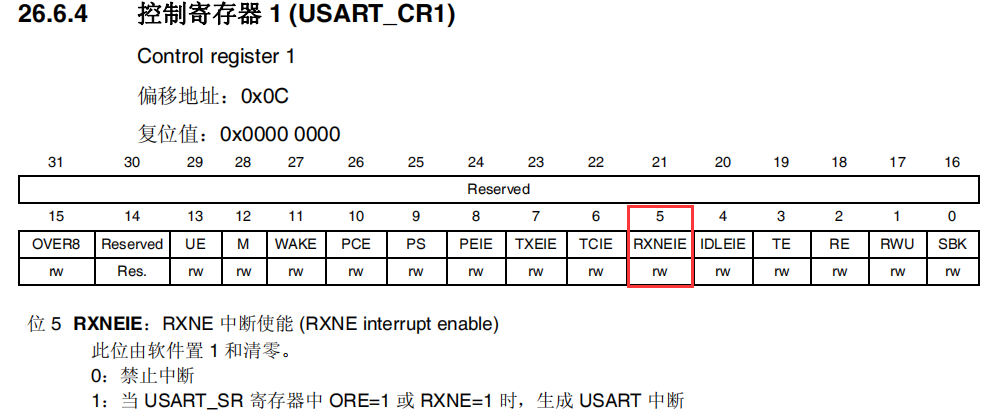 26.6.4 控制寄存器 1 (USART_CR1)
Control register 1
偏移地址：0x0C
复位值：0x0000 0000
31 30 29 28 27 26 25 24 23 22 21 20 19 18 17 16
Reserved
15 14 13 12 11 10 9 8 7 6 5 4 3 2 1 0
OVER8 Reserved UE M WAKE PCE PS PEIE TXEIE TCIE RXNEIE IDLEIE TE RE RWU SBK
rw Res. rw rw rw rw rw rw rw rw rw rw rw rw rw rw
位 5 RXNEIE：RXNE 中断使能 (RXNE interrupt enable)
此位由软件置 1 和清零。
0：禁止中断
1：当 USART_SR 寄存器中 ORE=1 或 RXNE=1 时，生成 USART 中断